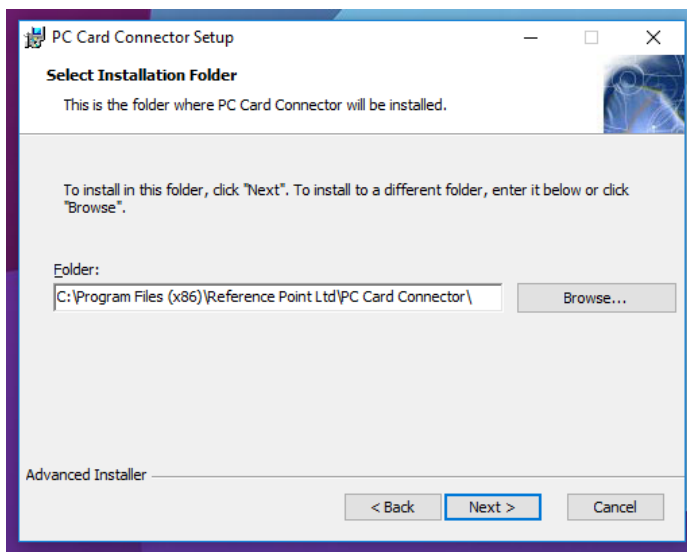 PC Card Connector Setup
Select Installation Folder
This is the folder where PC Card Connector will be installed.
To install in this folder, click "Next". To install to a different folder, enter it below or click
"Browse".
Folder:
C:\Program Files (x86)\Reference Point Ltd\PC Card Connector\
Browse...
Advanced Installer
< Back
Next >
Cancel